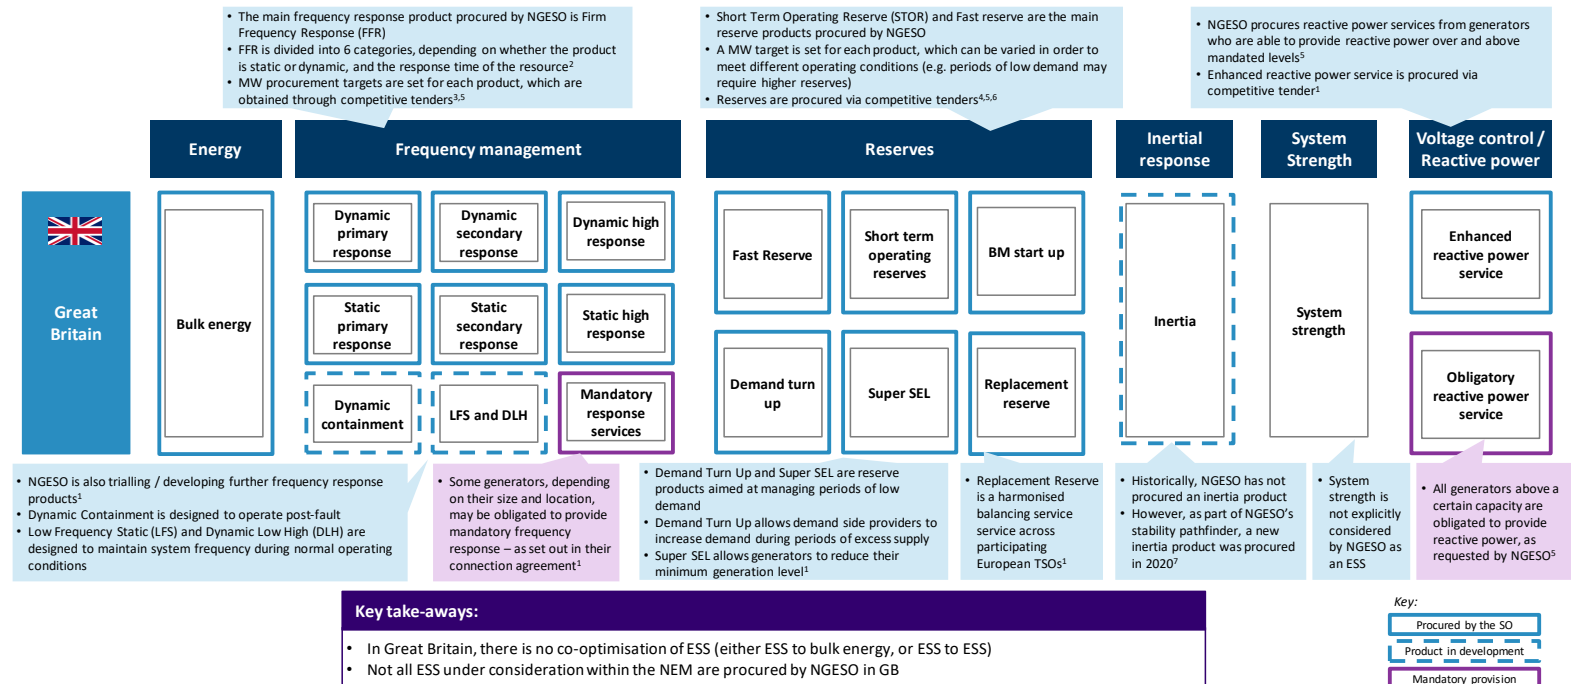 • The main frequency response product procured by NGESO is Firm
Frequency Response (FFR)
• FFR is divided into 6 categories, depending on whether the product
is static or dynamic, and the response time of the resource2
• MW procurement targets are set for each product, which are
obtained through competitive tenders3,5
• Short Term Operating Reserve (STOR) and Fast reserve are the main
reserve products procured by NGESO
• A MW target is set for each product, which can be varied in order to
meet different operating conditions (e.g. periods of low demand may
require higher reserves)
• Reserves are procured via competitive tenders4,5,6
• NGESO procures reactive power services from generators
who are able to provide reactive power over and above
mandated levels5
• Enhanced reactive power service is procured via
competitive tender1
Energy
Frequency management
Reserves
Inertial
response
System
Strength
Voltage control /
Reactive power
Great
Britain
Bulk energy
Dynamic
primary
response
Dynamic
secondary
response
Dynamic high
response
Static
primary
response
Static
secondary
response
Static high
response
Dynamic
containment
LFS and DLH
Mandatory
response
services
Fast Reserve
Short term
operating
reserves
BM start up
Demand turn
up
Super SEL
Replacement
reserve
Inertia
System
strength
Enhanced
reactive power
service
Obligatory
reactive power
service
• NGESO is also trialling / developing further frequency response
products1
• Dynamic Containment is designed to operate post-fault
• Low Frequency Static (LFS) and Dynamic Low High (DLH) are
designed to maintain system frequency during normal operating
conditions
• Some generators, depending
on their size and location,
may be obligated to provide
mandatory frequency
response – as set out in their
connection agreement1
• Demand Turn Up and Super SEL are reserve
products aimed at managing periods of low
demand
• Demand Turn Up allows demand side providers to
increase demand during periods of excess supply
• Super SEL allows generators to reduce their
minimum generation level1
• Replacement Reserve
is a harmonised
balancing service
service across
participating
European TSOs1
• Historically, NGESO has not
procured an inertia product
• However, as part of NGESO's
stability pathfinder, a new
inertia product was procured
in 20207
• System
strength is
not explicitly
considered
by NGESO as
an ESS
• All generators above a
certain capacity are
obligated to provide
reactive power, as
requested by NGESO5
Key take-aways:
• In Great Britain, there is no co-optimisation of ESS (either ESS to bulk energy, or ESS to ESS)
• Not all ESS under consideration within the NEM are procured by NGESO in GB
Key:
Procured by the SO
Product in development
Mandatory provision